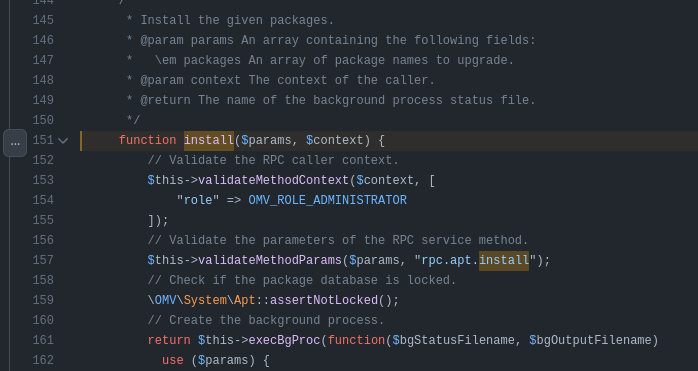 144 /
145 * Install the given packages.
146 * @param params An array containing the following fields:
147 *   \em packages An array of package names to upgrade.
148 * @param context The context of the caller.
149 * @return The name of the background process status file.
150 */
151 function install($params, $context) {
152 // Validate the RPC caller context.
153 $this->validateMethodContext($context, [
154 "role" => OMV_ROLE_ADMINISTRATOR
155 ]);
156 // Validate the parameters of the RPC service method.
157 $this->validateMethodParams($params, "rpc.apt.install");
158 // Check if the package database is locked.
159 \OMV\System\Apt::assertNotLocked();
160 // Create the background process.
161 return $this->execBgProc(function($bgStatusFilename, $bgOutputFilename)
162 use ($params) {